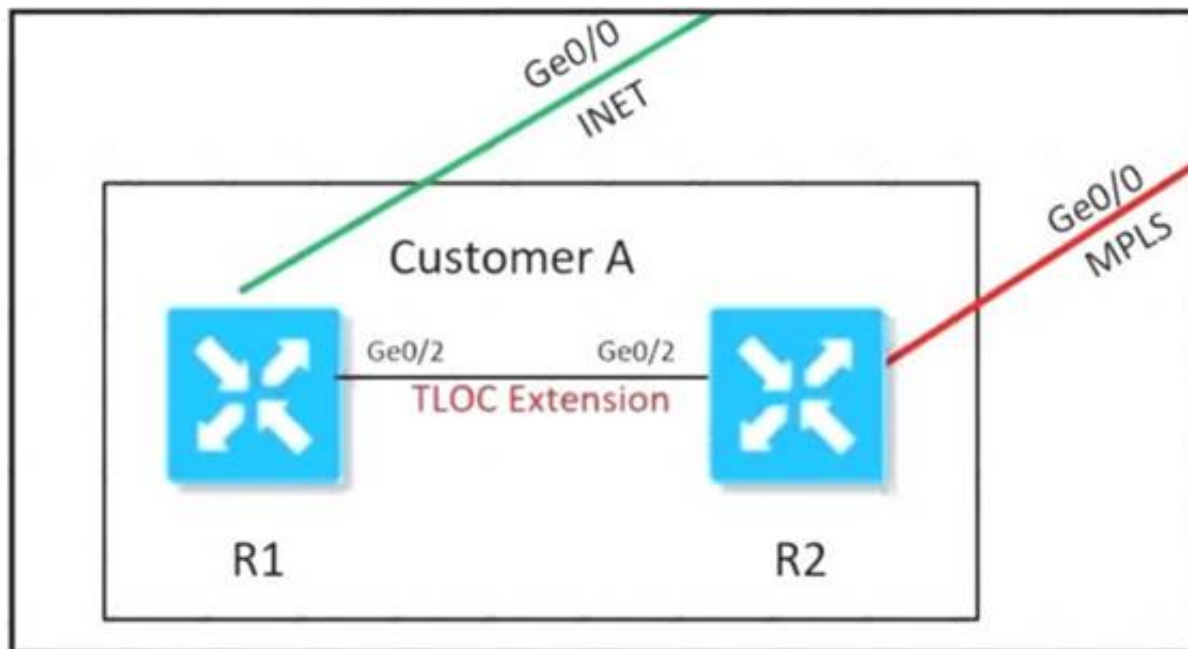 Ge0/0
INET
Ge0/0
MPLS
Customer A
Ge0/2
Ge0/2
TLOC Extension
R1
R2